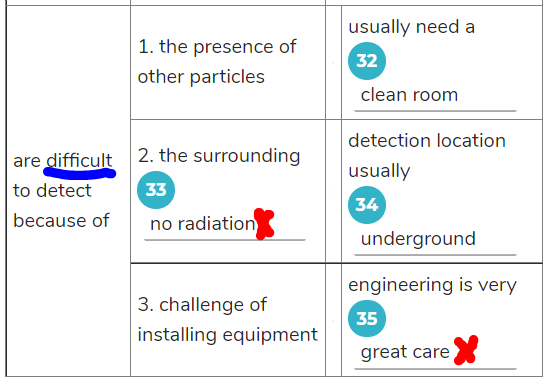 are difficult
to detect
because of
1. the presence of
other particles
usually need a
32
clean room
2. the surrounding
33
no radiation
detection location
usually
34
underground
3. challenge of
installing equipment
engineering is very
35
great care